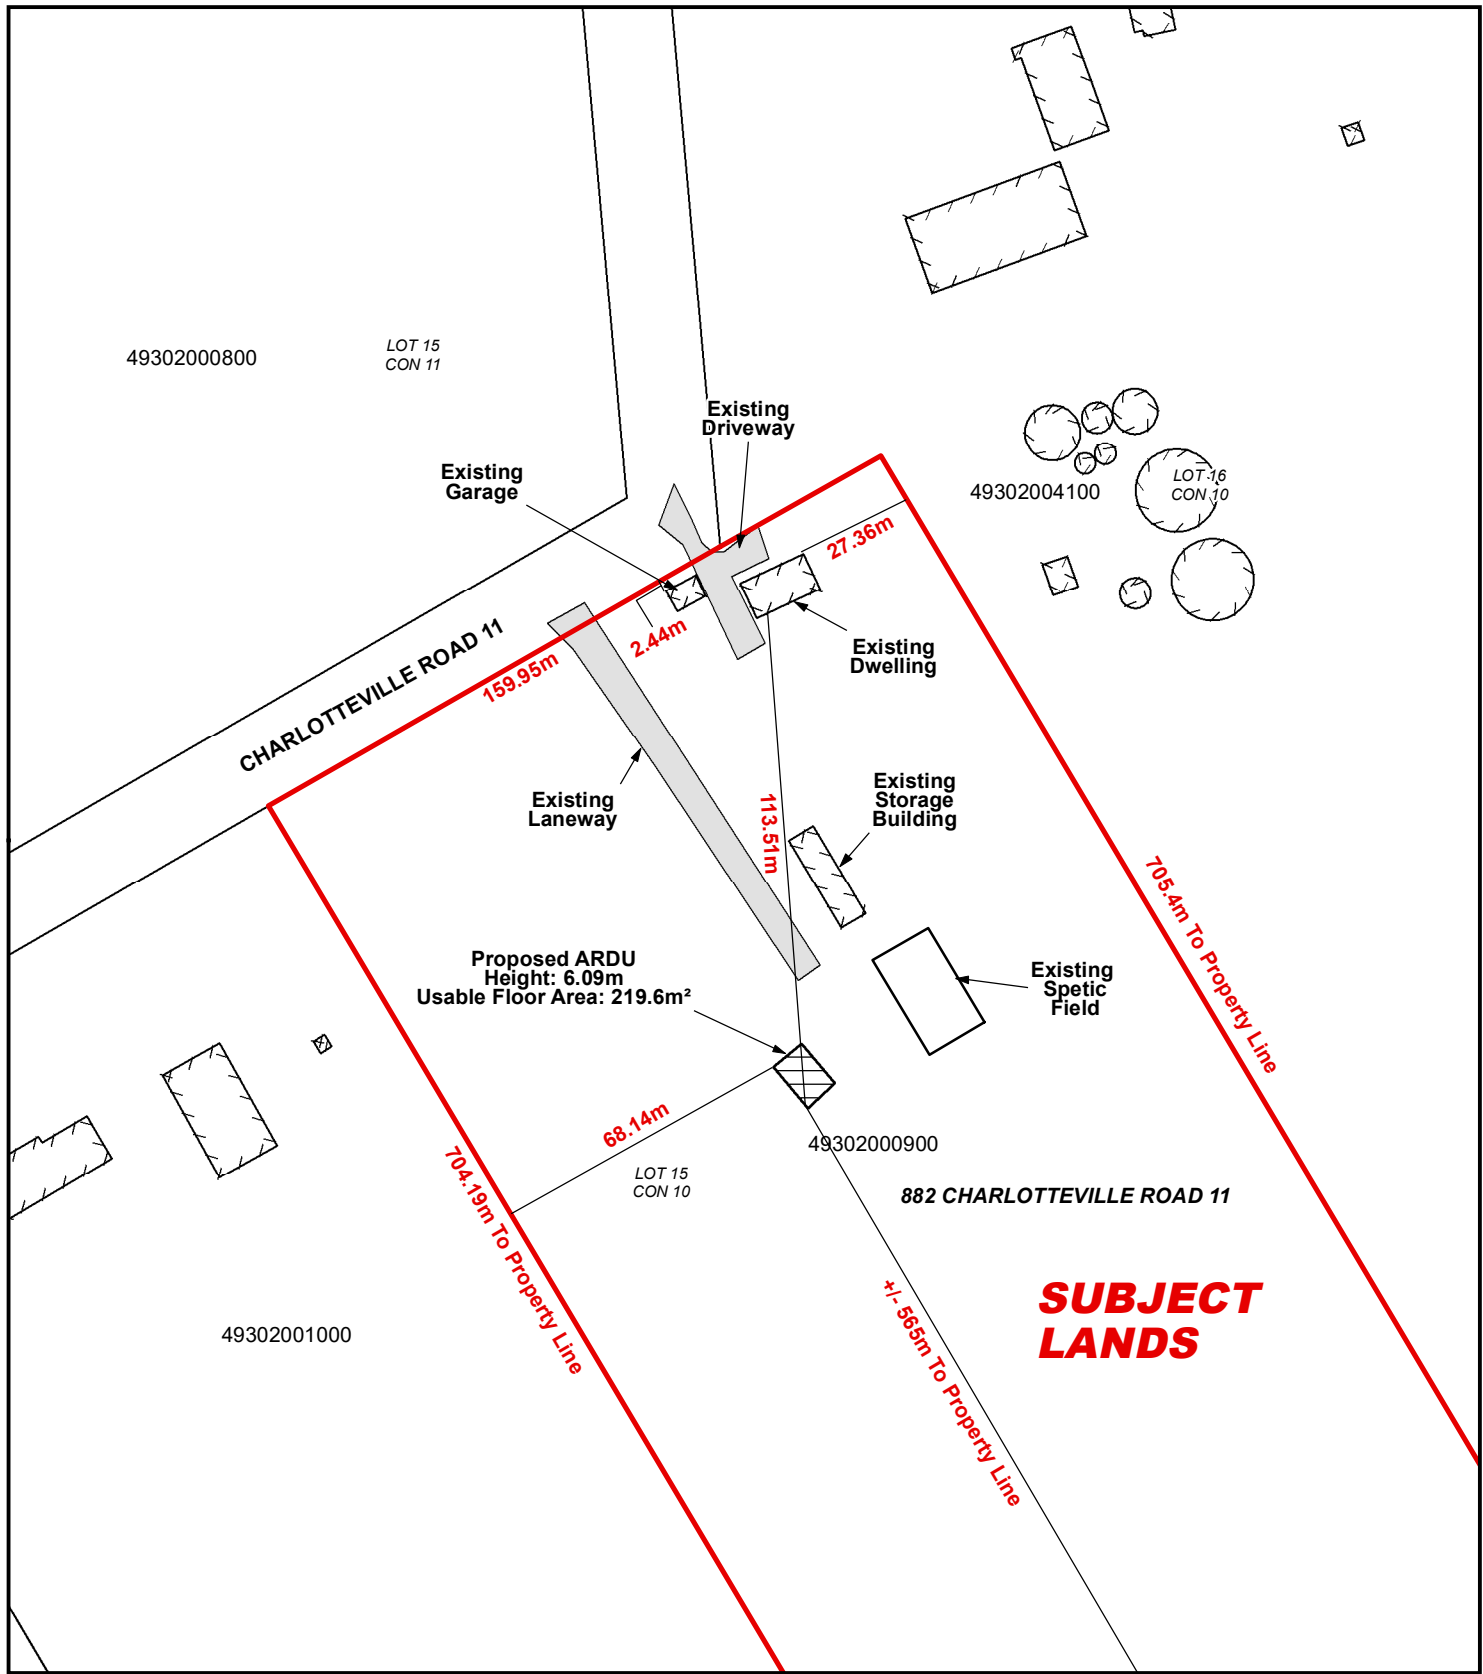 49302000800
LOT 15
CON 11
Existing
Driveway
Existing
Garage
49302004100
LOT 16
CON 10
27.36m
2.44m
159.95m
CHARLOTTEVILLE ROAD 11
Existing
Dwelling
Existing
Laneway
113.51m
Existing
Storage
Building
705.4m To Property Line
Proposed ARDU
Height: 6.09m
Usable Floor Area: 219.6m²
Existing
Spetic
Field
68.14m
49302000900
LOT 15
CON 10
882 CHARLOTTEVILLE ROAD 11
704.19m To Property Line
SUBJECT
LANDS
49302001000
+/- 565m To Property Line